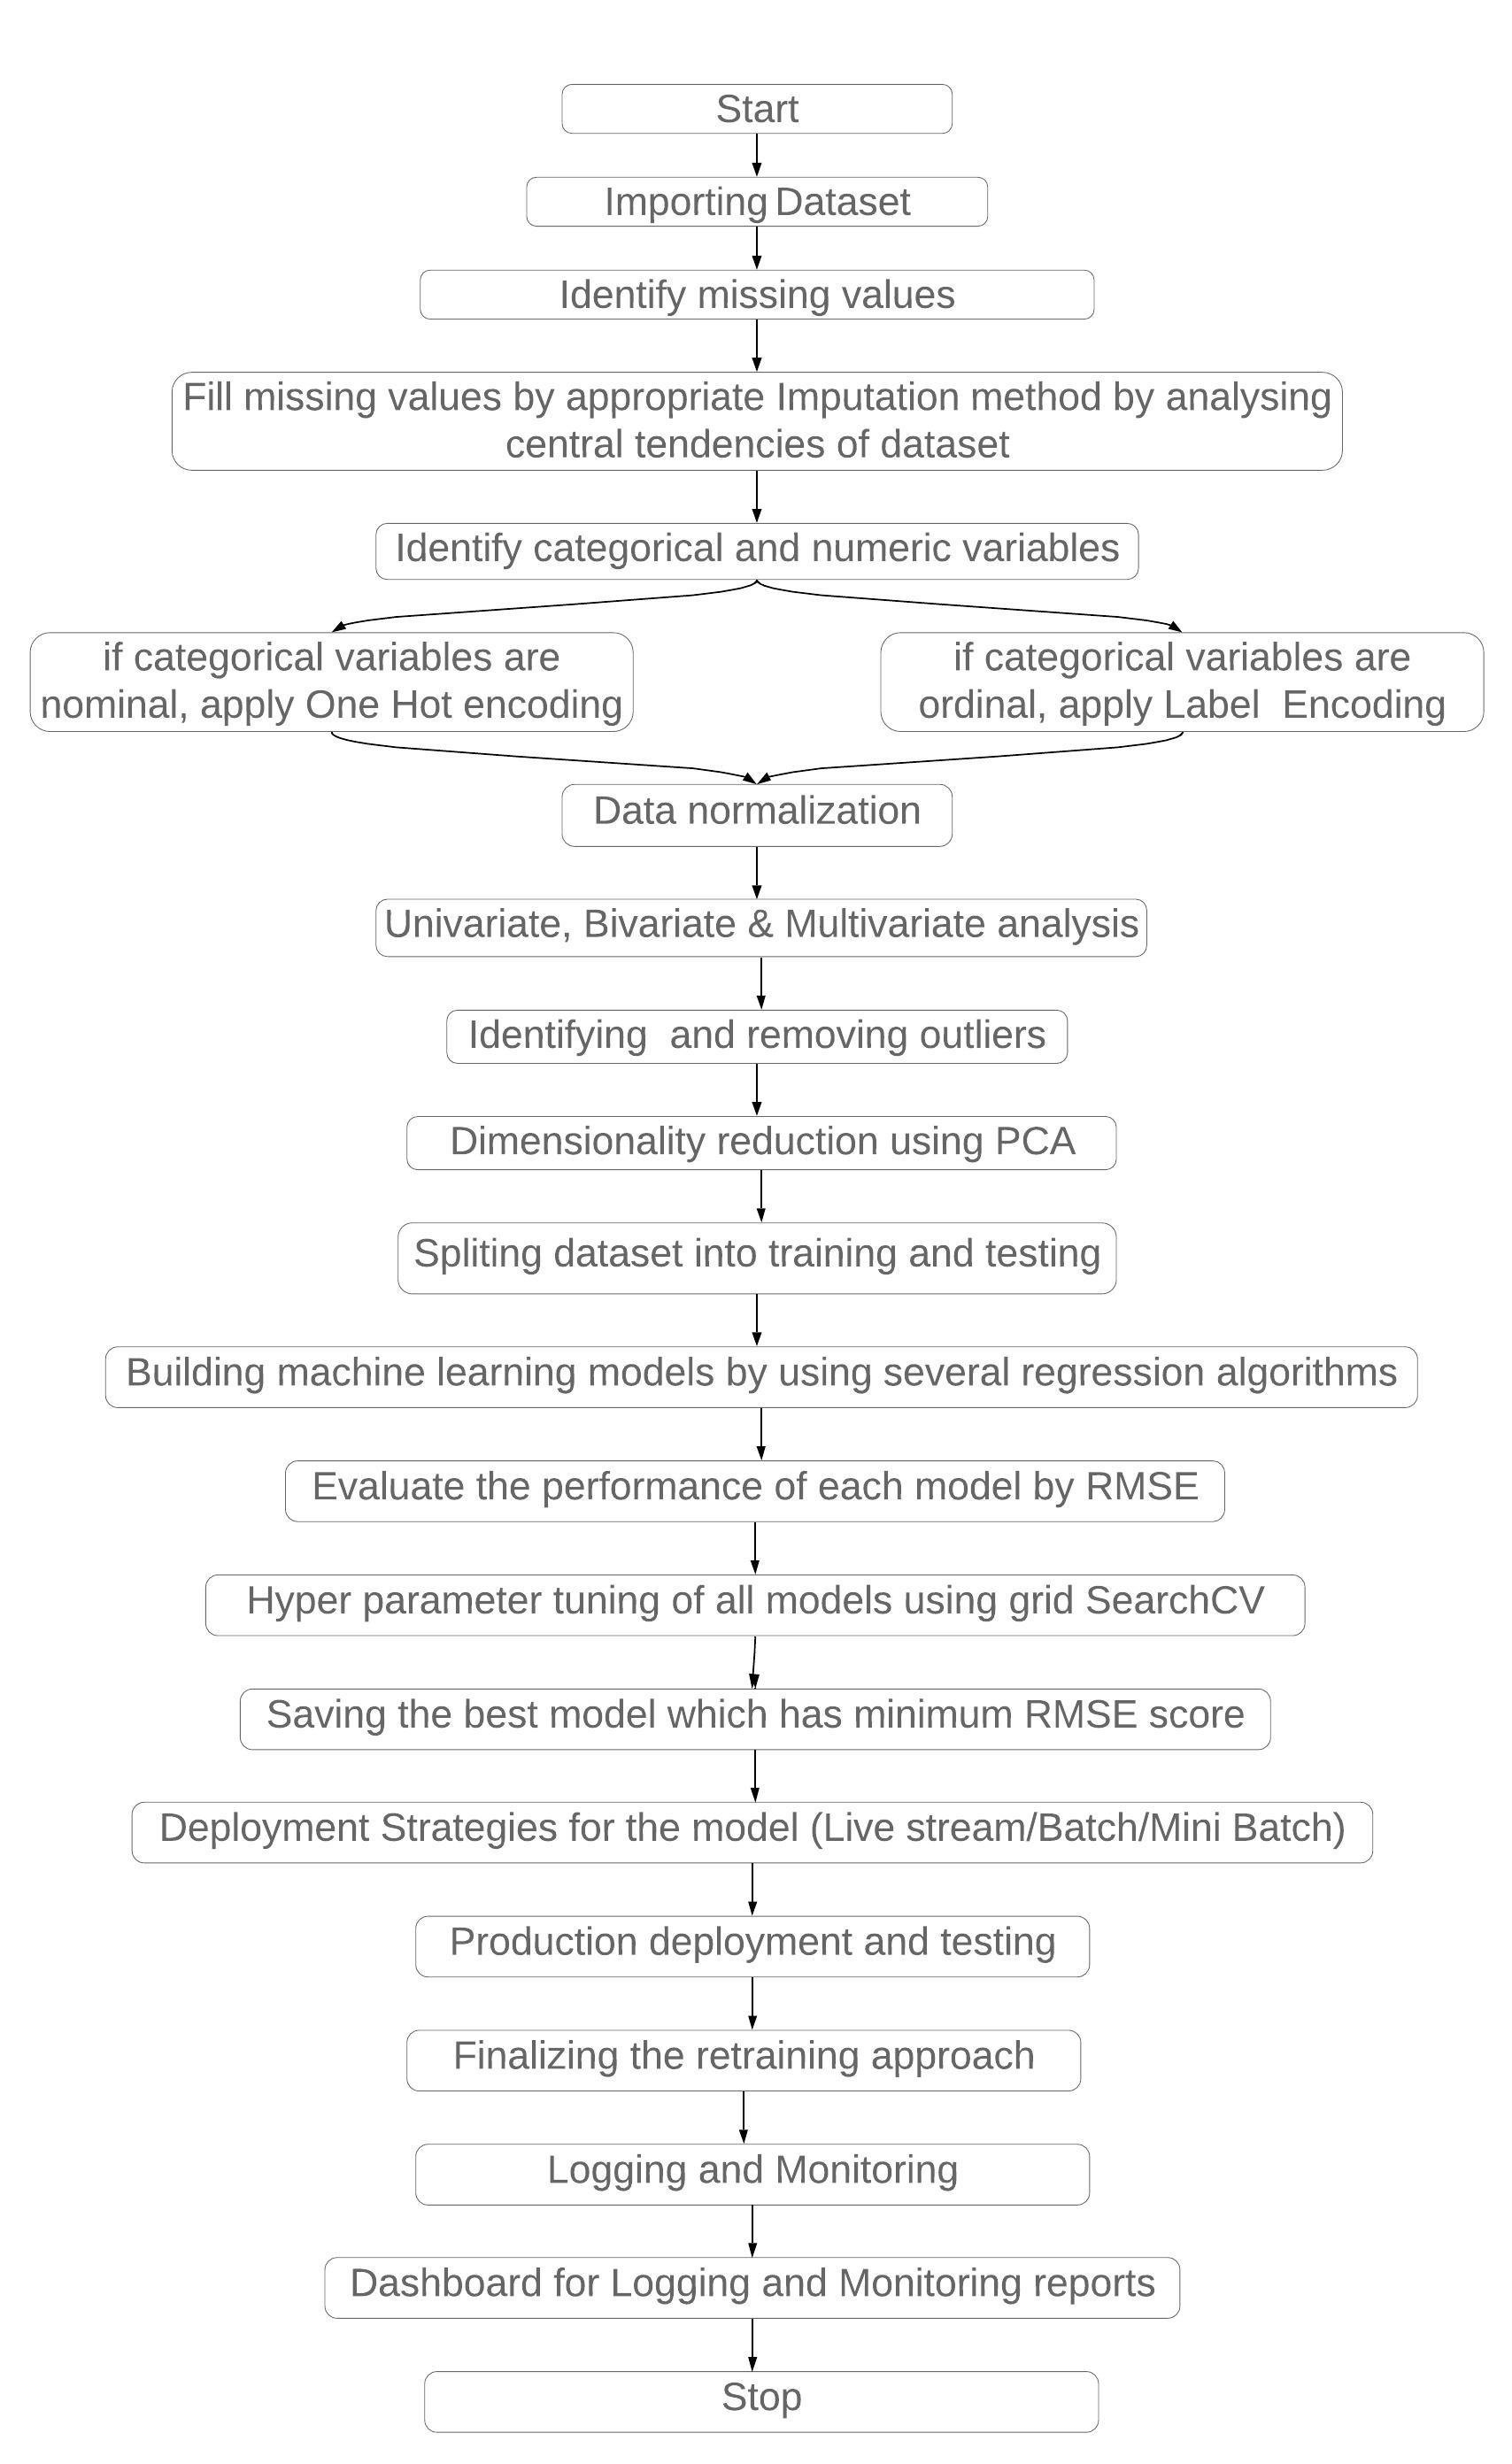 Start
Importing Dataset
Identify missing values
Fill missing values by appropriate Imputation method by analysing
central tendencies of dataset
Identify categorical and numeric variables
if categorical variables are
nominal, apply One Hot encoding
if categorical variables are
ordinal, apply Label  Encoding
Data normalization
Univariate, Bivariate & Multivariate analysis
Identifying  and removing outliers
Dimensionality reduction using PCA
Spliting dataset into training and testing
Building machine learning models by using several regression algorithms
Evaluate the performance of each model by RMSE
Hyper parameter tuning of all models using grid SearchCV
Saving the best model which has minimum RMSE score
Deployment Strategies for the model (Live stream/Batch/Mini Batch)
Production deployment and testing
Finalizing the retraining approach
Logging and Monitoring
Dashboard for Logging and Monitoring reports
Stop